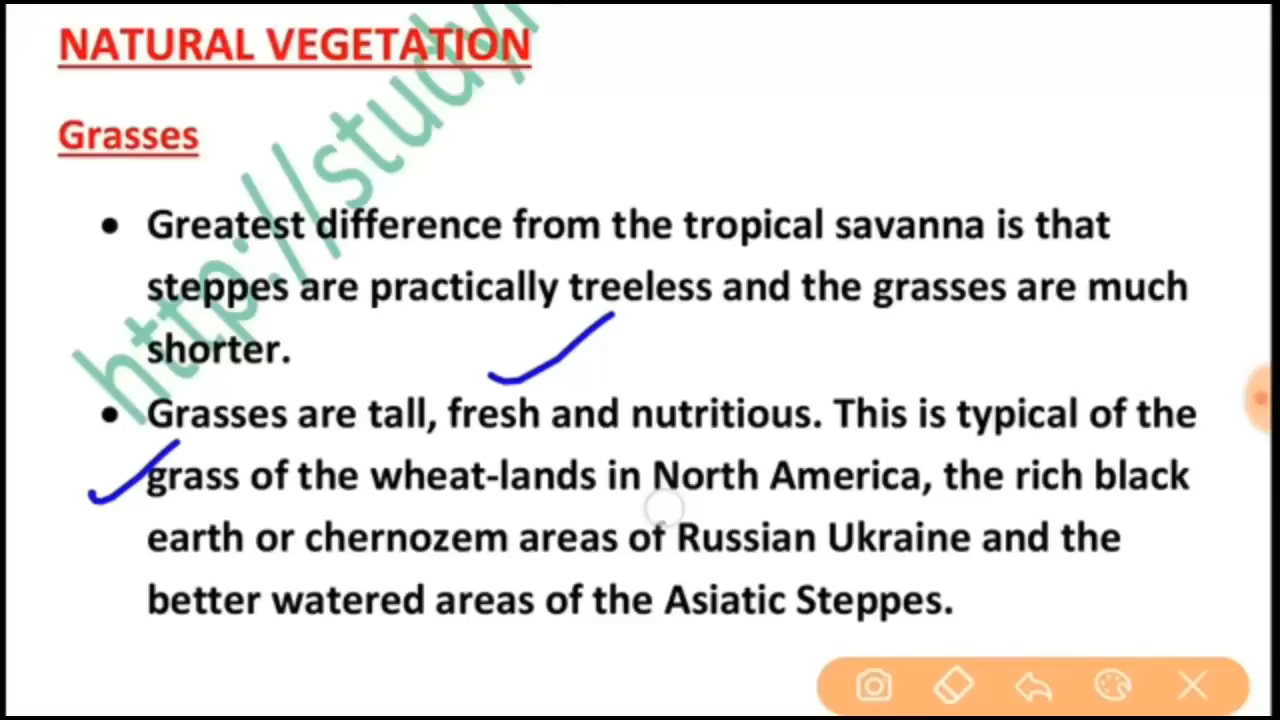 NATURAL VEGETATION
Grasses
• Greatest difference from the tropical savanna is that
steppes are practically treeless and the grasses are much
shorter.
• Grasses are tall, fresh and nutritious. This is typical of the
grass of the wheat-lands in North America, the rich black
earth or chernozem areas of Russian Ukraine and the
better watered areas of the Asiatic Steppes.
http://study